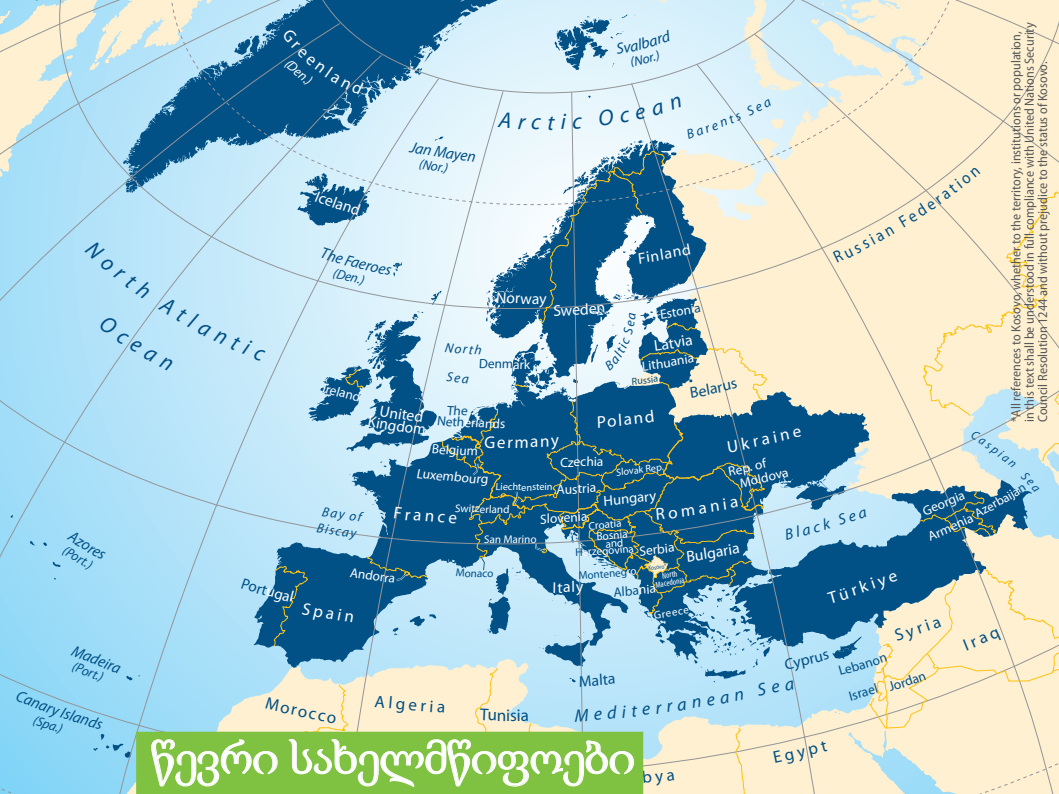 Greenland
(Den.)
Svalbard
(Nor.)
Arctic Ocean
Barents Sea
Jan Mayen
(Nor.)
Iceland
The Faeroes
(Den.)
North Atlantic
Ocean
Russian Federation
*All references to Kosovo, whether to the territory, institutions or population,
in this text shall be understood in full compliance with United Nations Security
Council Resolution 1244 and without prejudice to the status of Kosovo.
Finland
Norway
Sweden
Estonia
Baltic Sea
Latvia
Lithuania
North
Sea
Denmark
Russia
Belarus
Ireland
United
Kingdom
The
Netherlands
Poland
Germany
Belgium
Ukraine
Caspian Sea
Czechia
Slovak Rep.
Luxembourg
Rep. of
Moldova
Liechtenstein
Austria
Hungary
Romania
Georgia
Azerbaijan
Armenia
Switzerland
France
Slovenia
Croatia
Bay of
Biscay
San Marino
Bosnia
and
Herzegovina
Serbia
Bulgaria
Black Sea
Azores
(Port.)
Andorra
Monaco
Montenegro
North
Macedonia
Albania
Italy
Portugal
Spain
Greece
Türkiye
Syria
Iraq
Madeira
(Port.)
Cyprus
Lebanon
Malta
Israel
Jordan
Canary Islands
(Spa.)
Mediterranean Sea
Morocco
Algeria
Tunisia
Egypt
bya
წევრი სახელმწიფოები